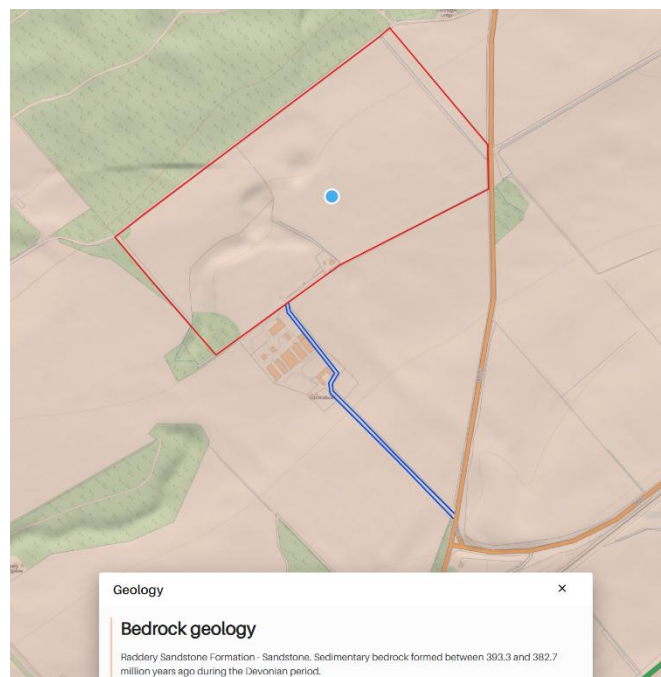 Geology
×
Bedrock geology
Raddery Sandstone Formation - Sandstone. Sedimentary bedrock formed between 393.3 and 382.7
million years ago during the Devonian period.